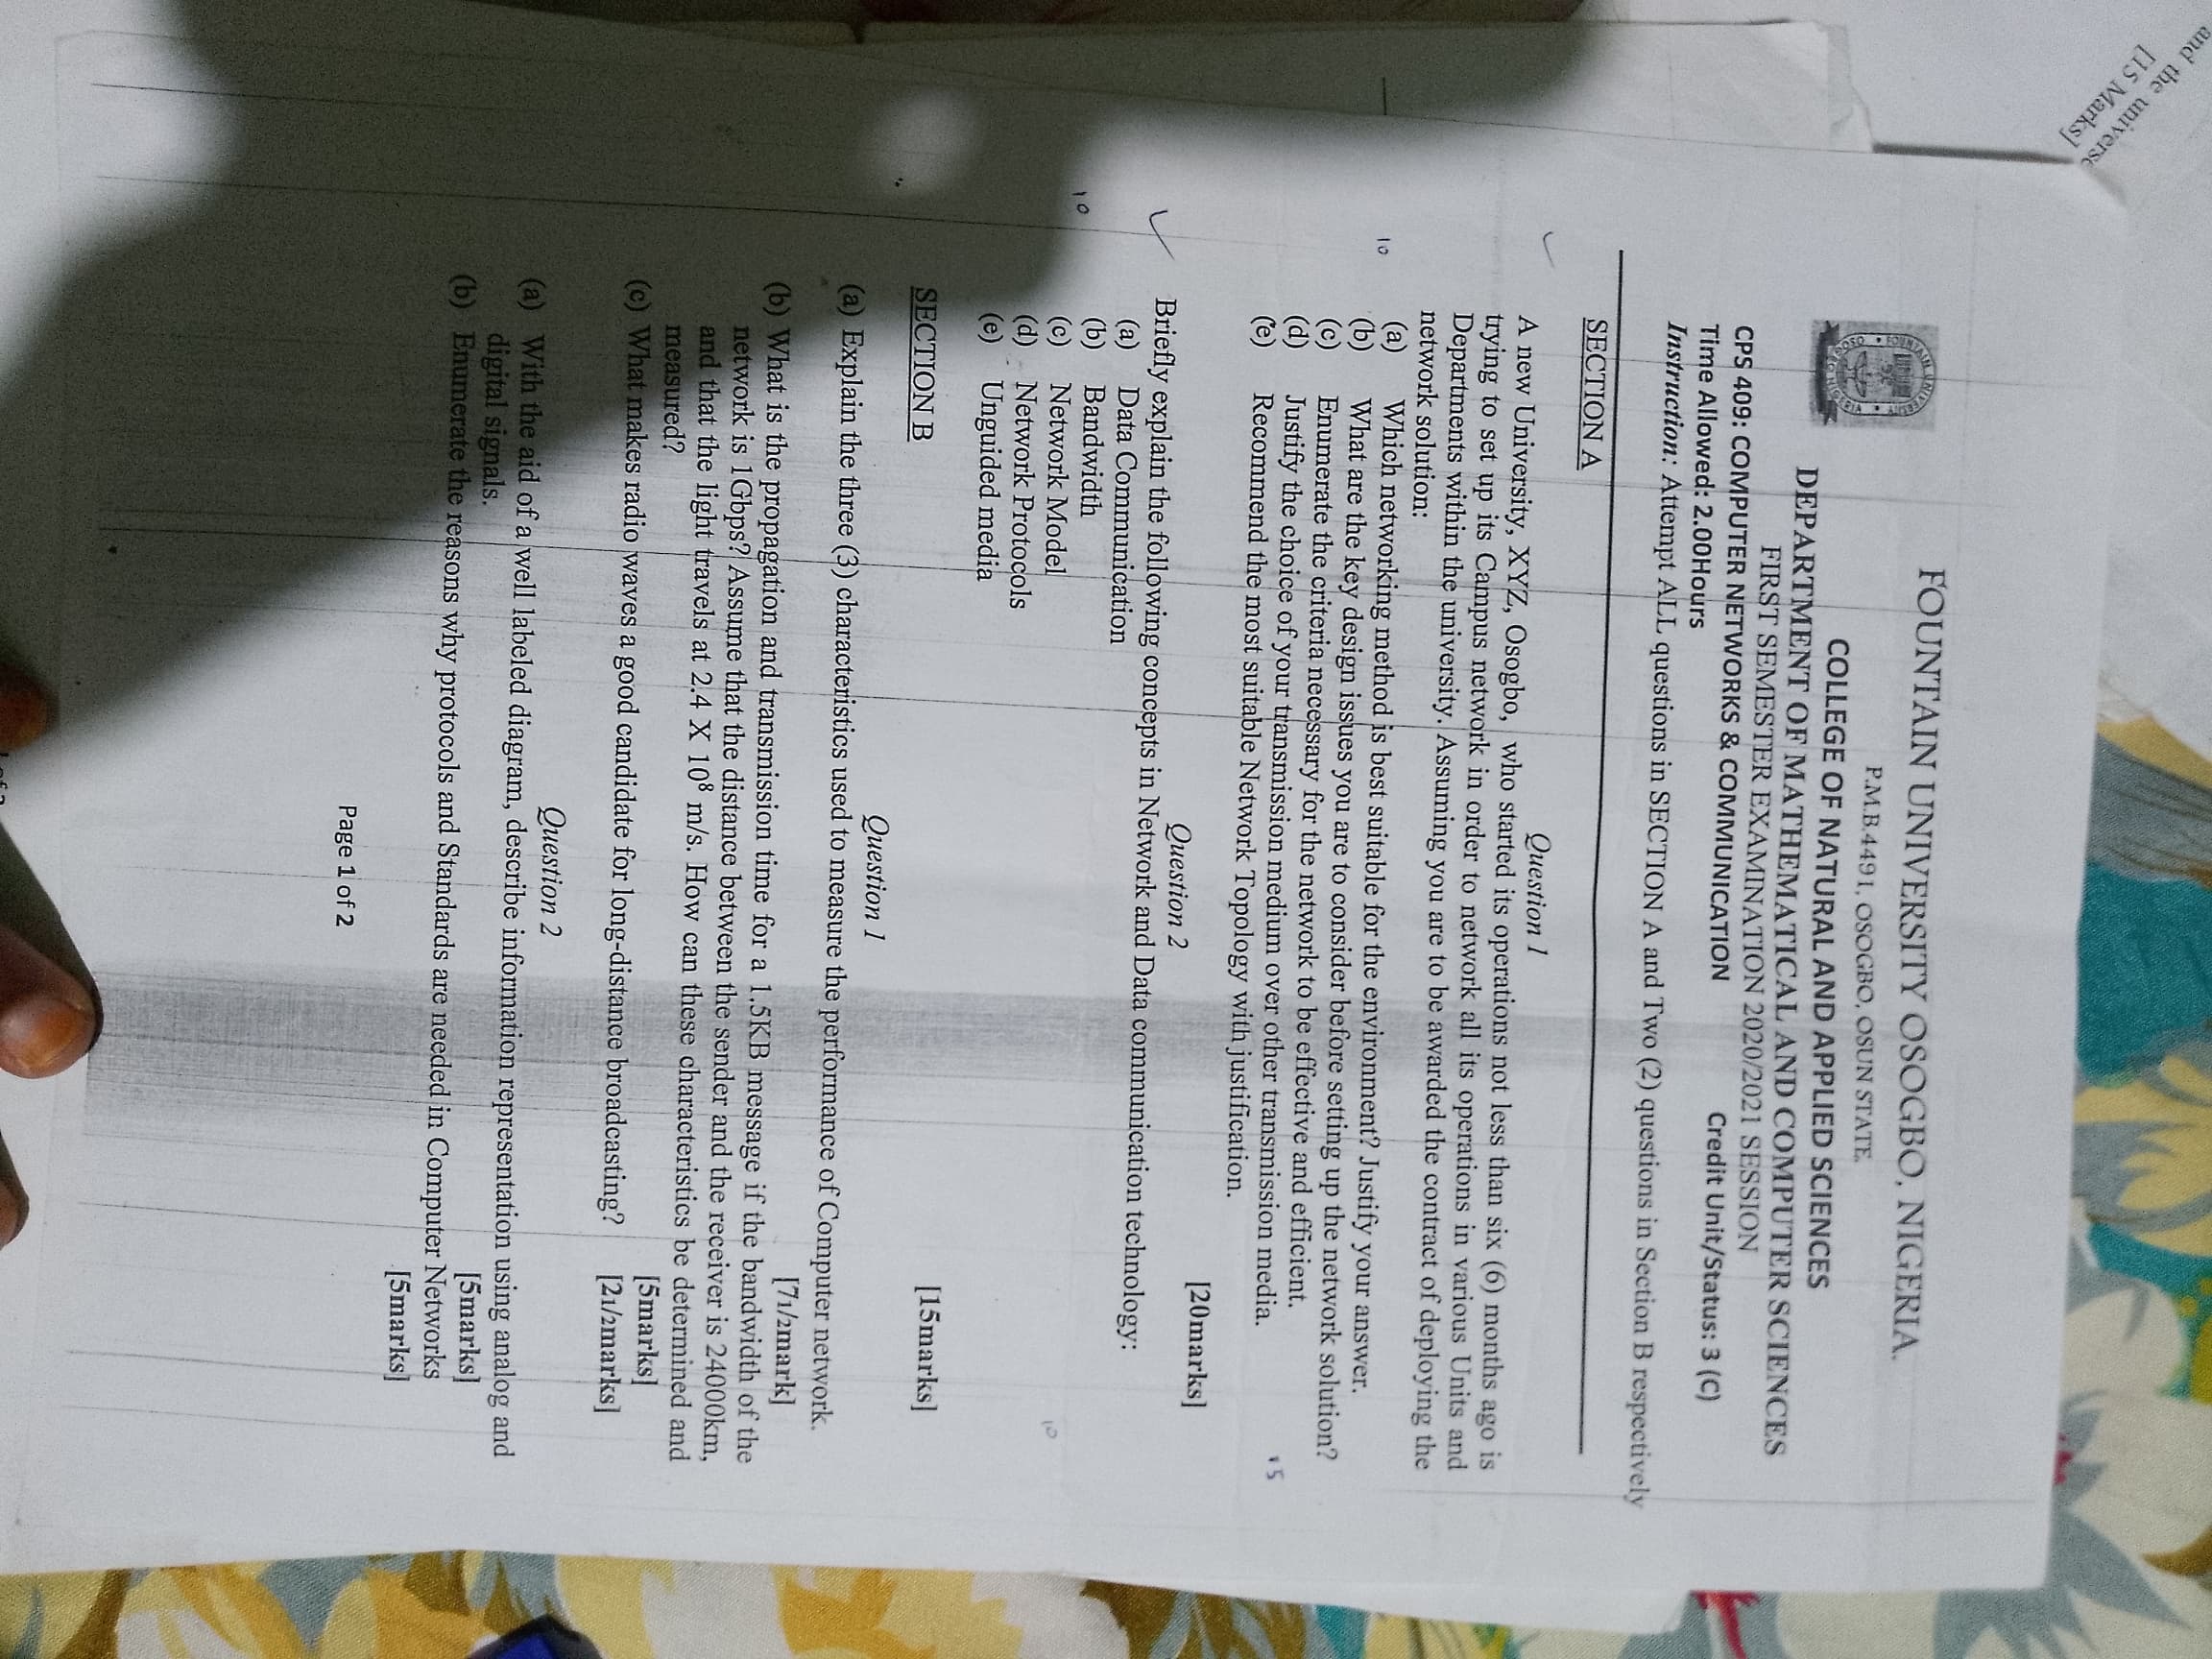 and the universe
[15 Marks]
FOUNTAIN UNIVERSITY OSOGBO, NIGERIA.
P.M.B.4491, OSOGBO, OSUN STATE.
COLLEGE OF NATURAL AND APPLIED SCIENCES
DEPARTMENT OF MATHEMATICAL AND COMPUTER SCIENCES
FIRST SEMESTER EXAMINATION 2020/2021 SESSION
CPS 409: COMPUTER NETWORKS & COMMUNICATION Credit Unit/Status: 3 (C)
Time Allowed: 2.00Hours
Instruction: Attempt ALL questions in SECTION A and Two (2) questions in Section B respectively
SECTION A
Question 1
A new University, XYZ, Osogbo, who started its operations not less than six (6) months ago is
trying to set up its Campus network in order to network all its operations in various Units and
Departments within the university. Assuming you are to be awarded the contract of deploying the
network solution:
(a) Which networking method is best suitable for the environment? Justify your answer.
(b) What are the key design issues you are to consider before setting up the network solution?
(c) Enumerate the criteria necessary for the network to be effective and efficient.
(d) Justify the choice of your transmission medium over other transmission media.
(e) Recommend the most suitable Network Topology with justification.
[20marks]
10
15
Question 2
Briefly explain the following concepts in Network and Data communication technology:
(a) Data Communication
(b) Bandwidth
(c) Network Model
(d) Network Protocols
(e) Unguided media
[15marks]
10
10
SECTION B
Question 1
(a) Explain the three (3) characteristics used to measure the performance of Computer network.
[71/2mark]
(b) What is the propagation and transmission time for a 1.5KB message if the bandwidth of the
network is 1Gbps? Assume that the distance between the sender and the receiver is 24000km,
and that the light travels at 2.4 X 10⁸ m/s. How can these characteristics be determined and
measured? [5marks]
(c) What makes radio waves a good candidate for long-distance broadcasting? [21/2marks]
Question 2
(a) With the aid of a well labeled diagram, describe information representation using analog and
digital signals. [5marks]
(b) Enumerate the reasons why protocols and Standards are needed in Computer Networks
[5marks]
Page 1 of 2